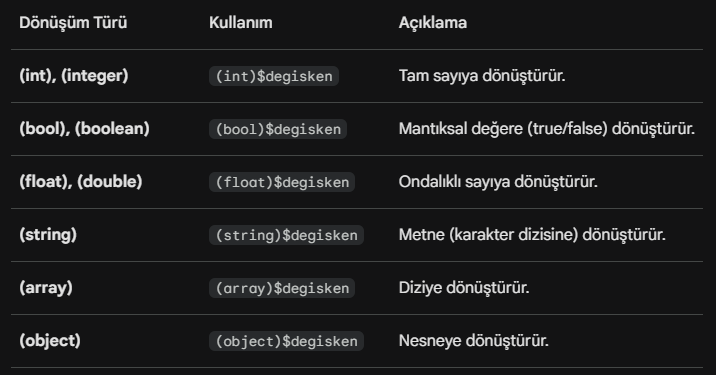 Dönüşüm Türü Kullanım Açıklama
(int), (integer) (int)$degisken Tam sayıya dönüştürür.
(bool), (boolean) (bool)$degisken Mantıksal değere (true/false) dönüştürür.
(float), (double) (float)$degisken Ondalıklı sayıya dönüştürür.
(string) (string)$degisken Metne (karakter dizisine) dönüştürür.
(array) (array)$degisken Diziye dönüştürür.
(object) (object)$degisken Nesneye dönüştürür.